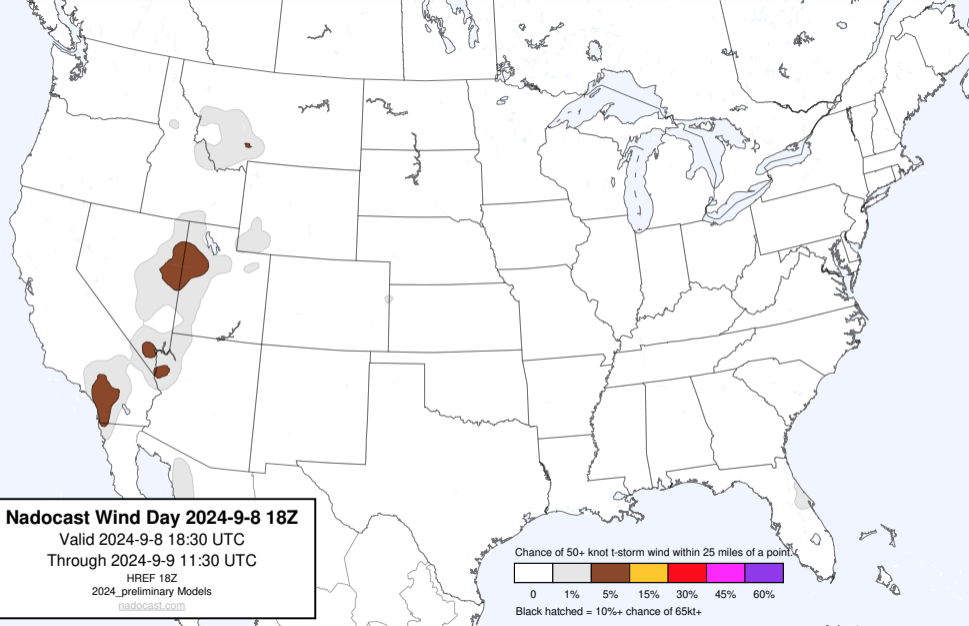 Nadocast Wind Day 2024-9-8 18Z
Valid 2024-9-8 18:30 UTC
Through 2024-9-9 11:30 UTC
HREF 18Z
2024_preliminary Models
nadocast.com
Chance of 50+ knot t-storm wind within 25 miles of a point.
0 1% 5% 15% 30% 45% 60%
Black hatched = 10%+ chance of 65kt+